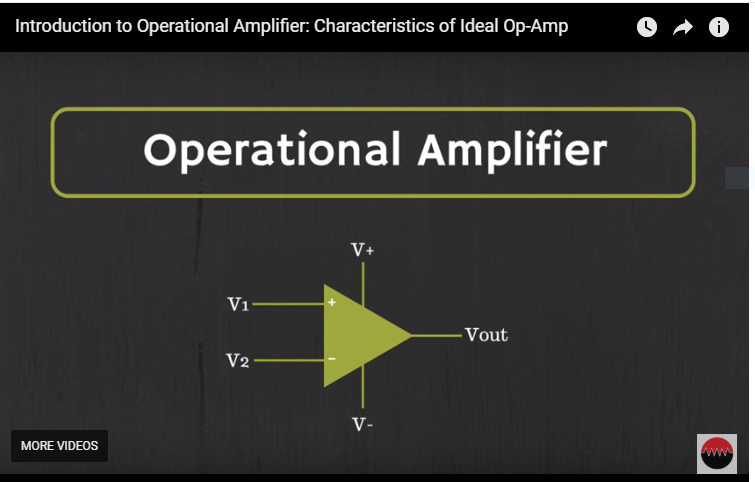 Introduction to Operational Amplifier: Characteristics of Ideal Op-Amp
Operational Amplifier
V+
V1
+
Vout
V2
-
V-
MORE VIDEOS